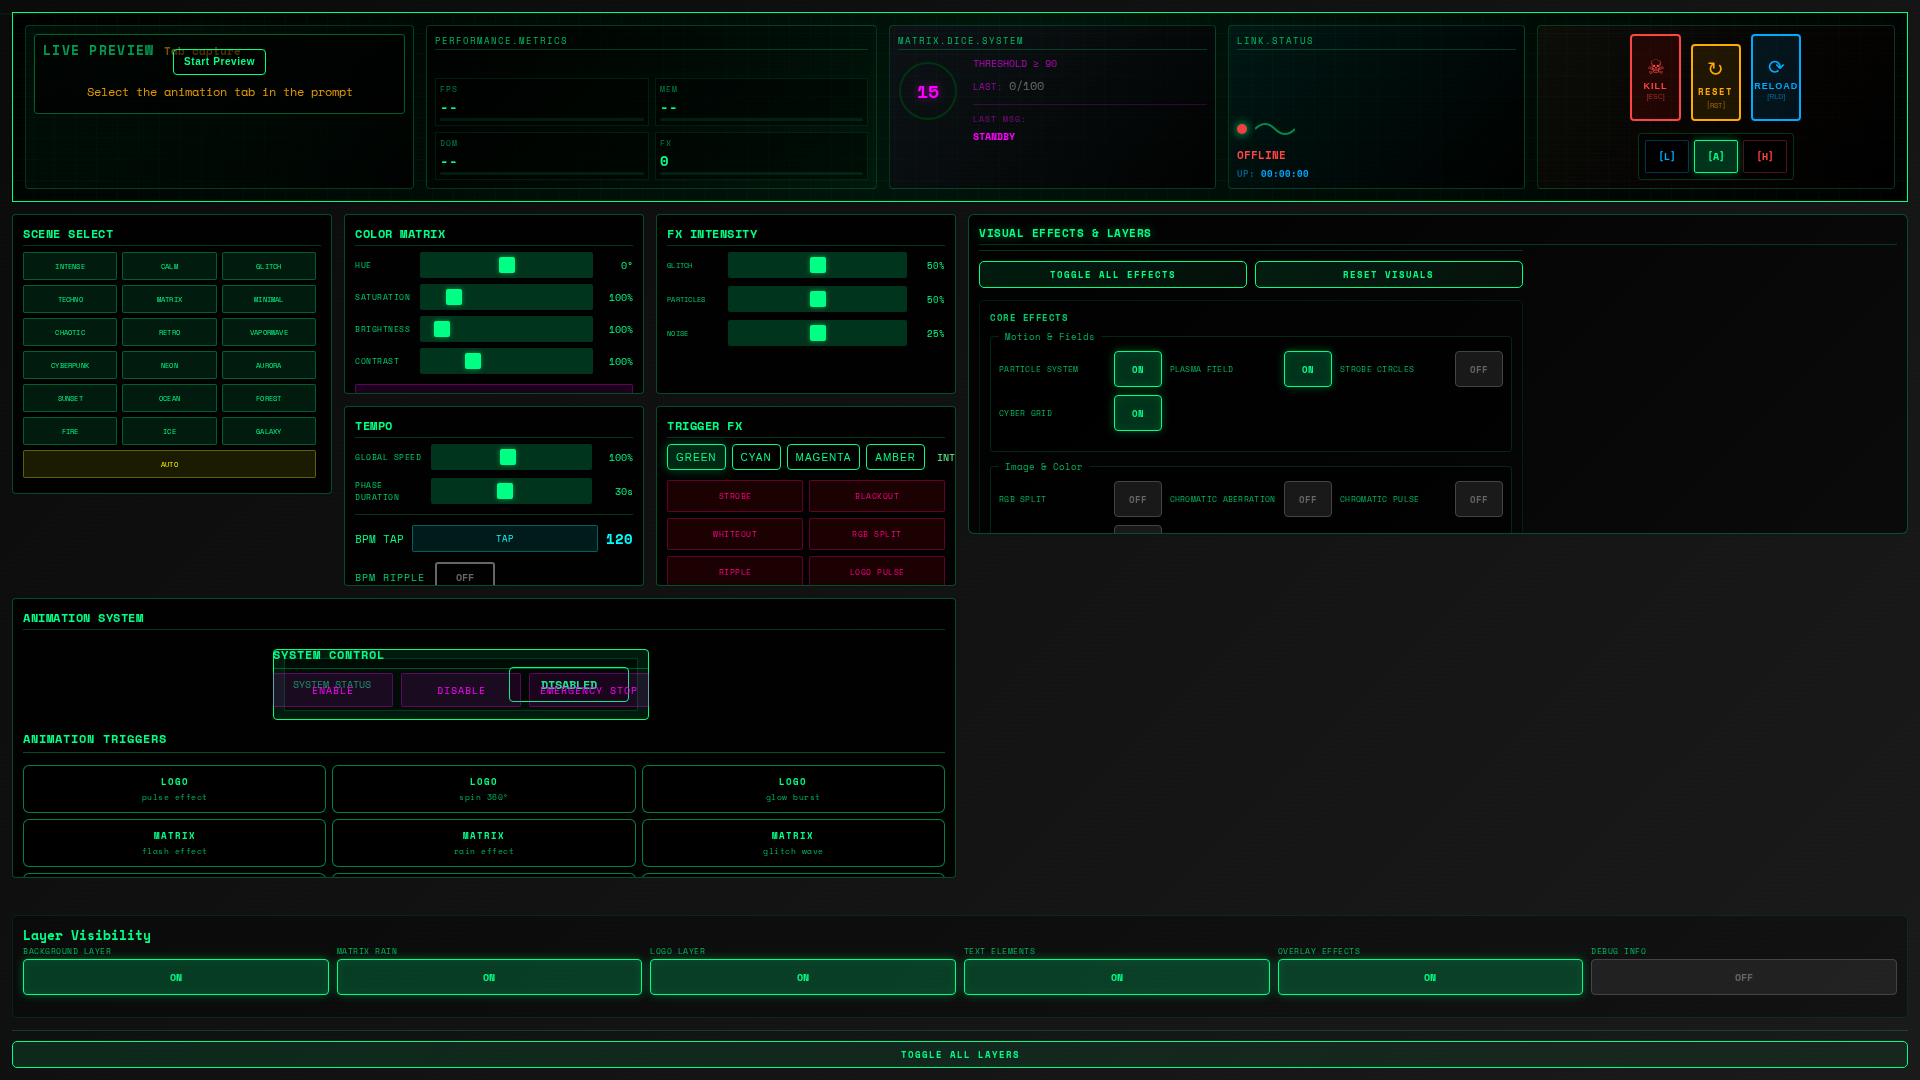 LIVE PREVIEW Tab capture
Start Preview
Select the animation tab in the prompt
PERFORMANCE.METRICS
FPS
--
MEM
--
DOM
--
FX
0
MATRIX.DICE.SYSTEM
15
THRESHOLD ≥ 90
LAST: 0/100
LAST MSG:
STANDBY
LINK.STATUS
OFFLINE
UP: 00:00:00
KILL
[ESC]
RESET
[RST]
RELOAD
[RLD]
[L] [A] [H]
SCENE SELECT
INTENSE CALM GLITCH
TECHNO MATRIX MINIMAL
CHAOTIC RETRO VAPORWAVE
CYBERPUNK NEON AURORA
SUNSET OCEAN FOREST
FIRE ICE GALAXY
AUTO
COLOR MATRIX
HUE 0°
SATURATION 100%
BRIGHTNESS 100%
CONTRAST 100%
FX INTENSITY
GLITCH 50%
PARTICLES 50%
NOISE 25%
TEMPO
GLOBAL SPEED 100%
PHASE DURATION 30s
BPM TAP TAP 120
BPM RIPPLE OFF
TRIGGER FX
GREEN CYAN MAGENTA AMBER INT
STROBE BLACKOUT
WHITEOUT RGB SPLIT
RIPPLE LOGO PULSE
VISUAL EFFECTS & LAYERS
TOGGLE ALL EFFECTS RESET VISUALS
CORE EFFECTS
Motion & Fields
PARTICLE SYSTEM ON PLASMA FIELD ON STROBE CIRCLES OFF
CYBER GRID ON
Image & Color
RGB SPLIT OFF CHROMATIC ABERRATION OFF CHROMATIC PULSE OFF
ANIMATION SYSTEM
SYSTEM CONTROL
SYSTEM STATUS DISABLED
ENABLE DISABLE EMERGENCY STOP
ANIMATION TRIGGERS
LOGO
pulse effect
LOGO
spin 360°
LOGO
glow burst
MATRIX
flash effect
MATRIX
rain effect
MATRIX
glitch wave
Layer Visibility
BACKGROUND LAYER MATRIX RAIN LOGO LAYER TEXT ELEMENTS OVERLAY EFFECTS DEBUG INFO
ON ON ON ON ON OFF
TOGGLE ALL LAYERS